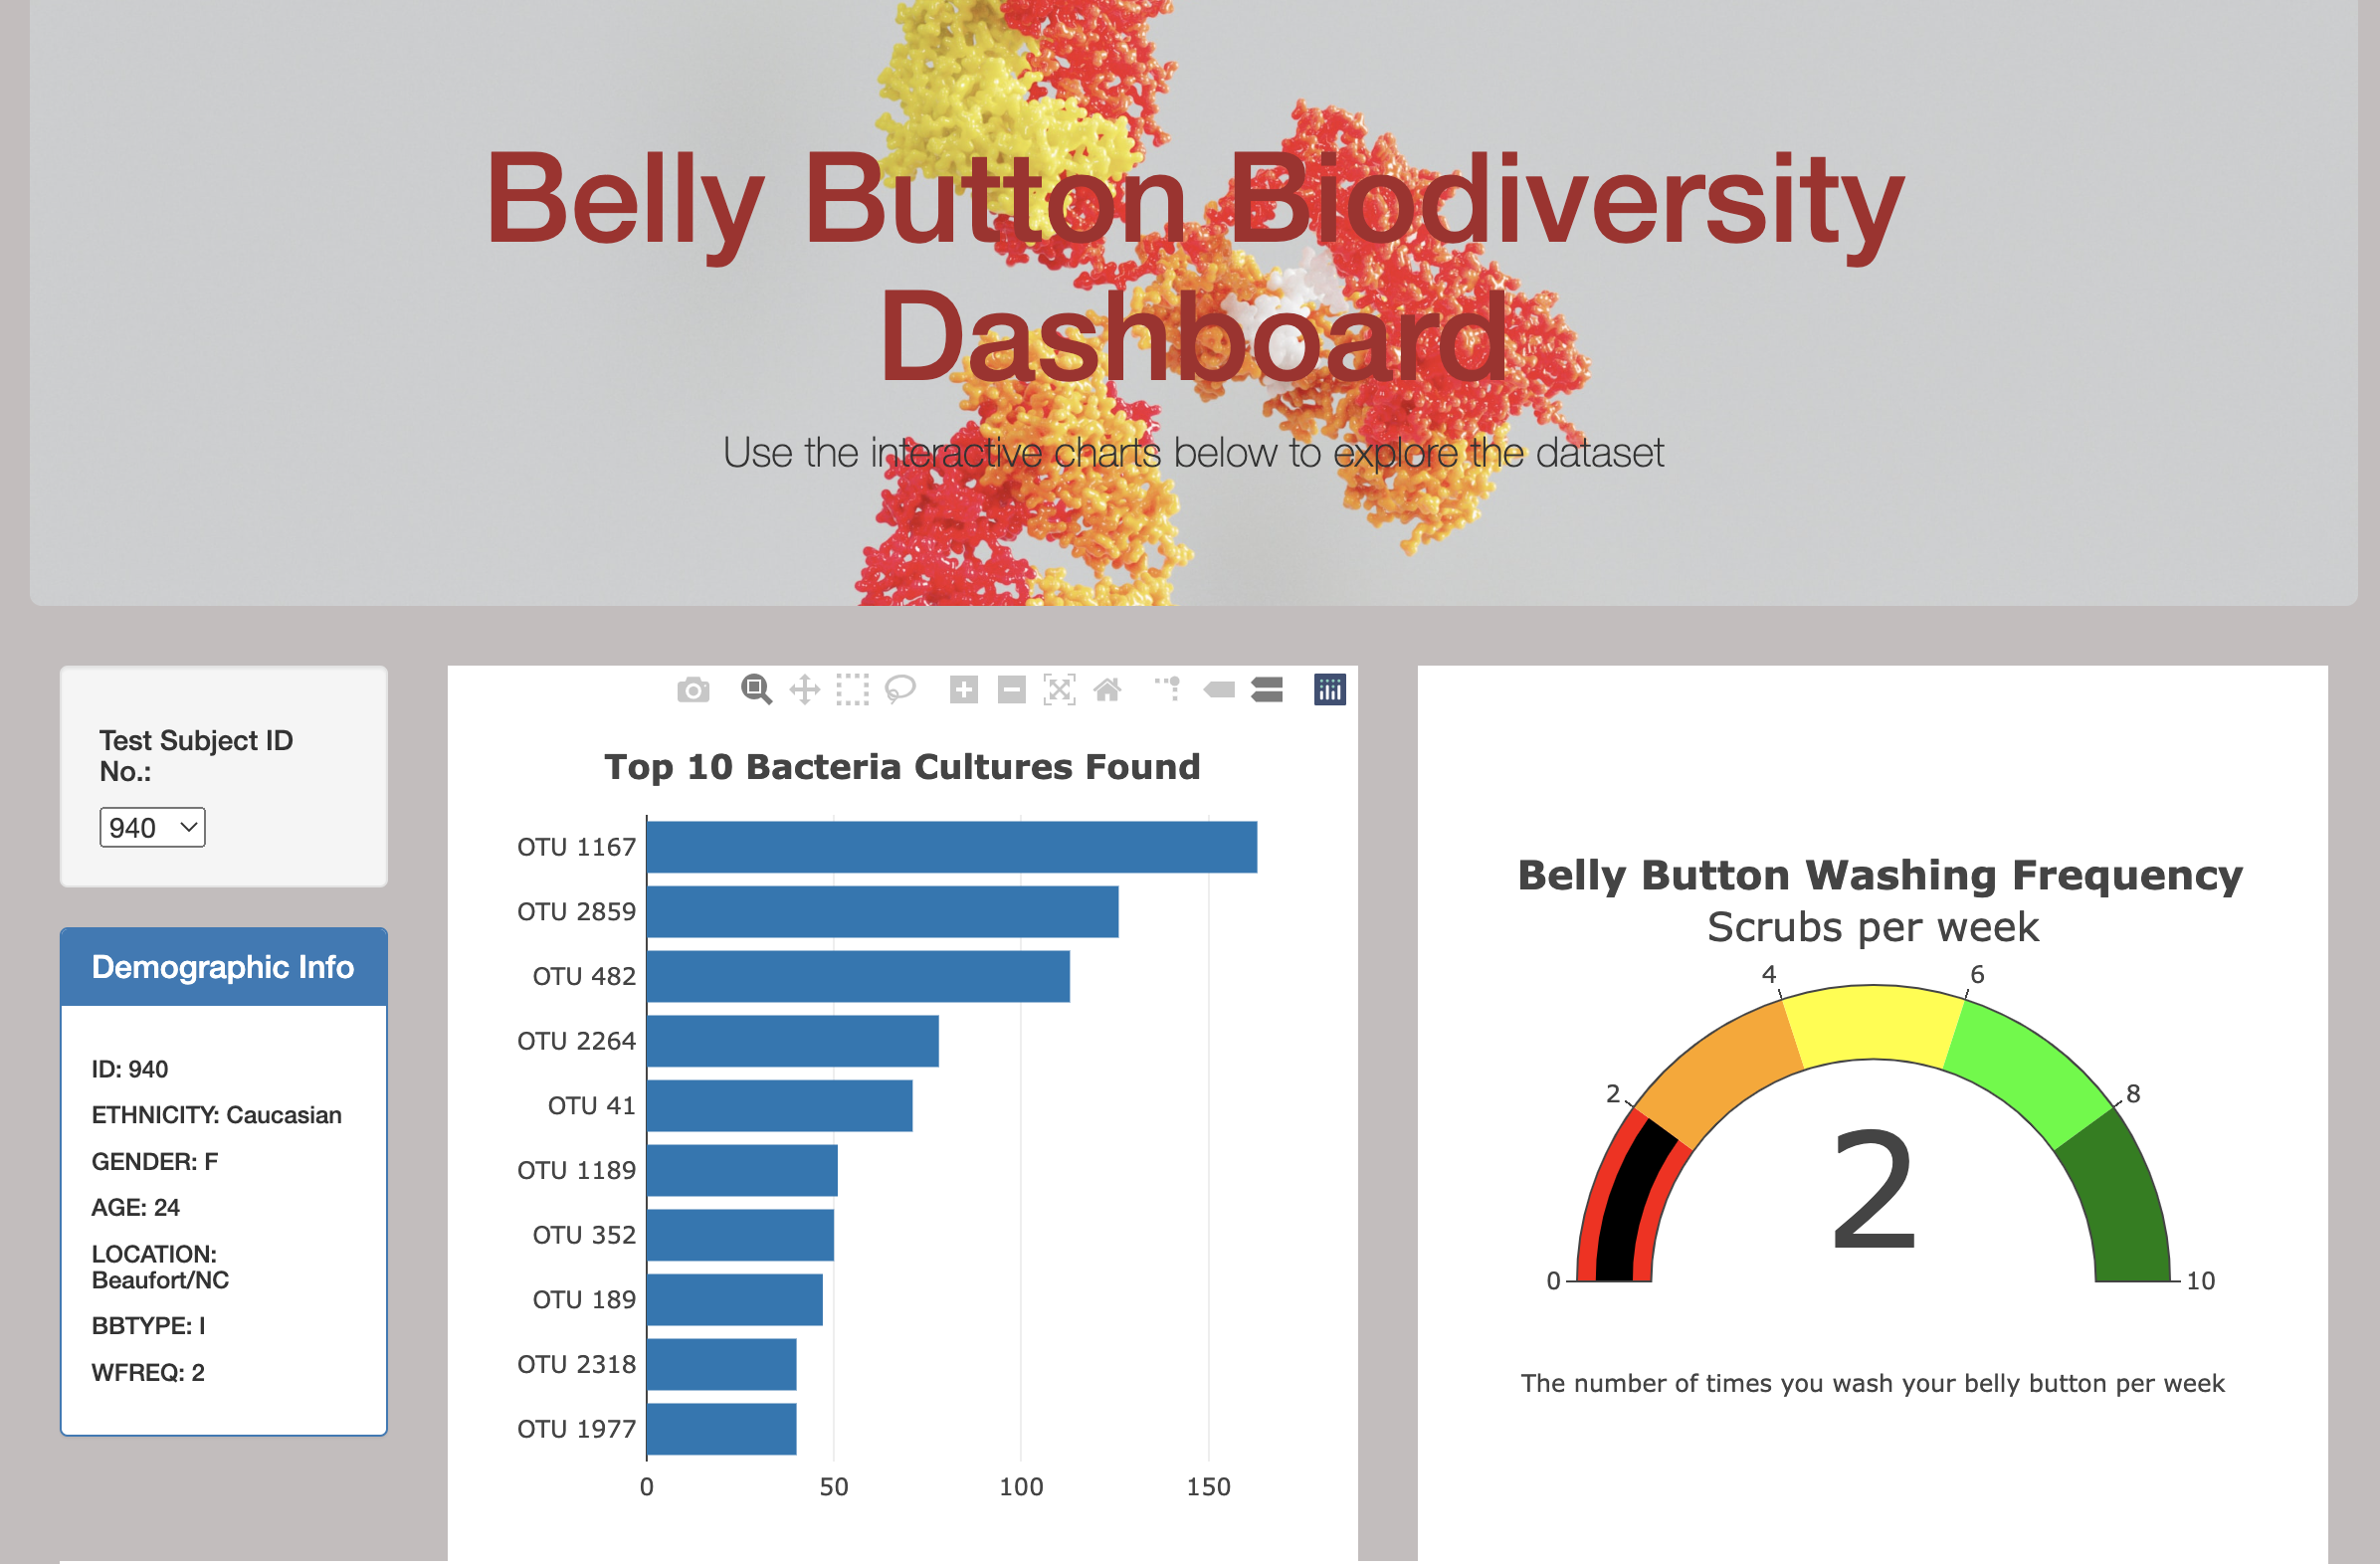 Belly Button Biodiversity
Dashboard
Use the interactive charts below to explore the dataset
Test Subject ID
No.:
940
Demographic Info
ID: 940
ETHNICITY: Caucasian
GENDER: F
AGE: 24
LOCATION:
Beaufort/NC
BBTYPE: I
WFREQ: 2
Top 10 Bacteria Cultures Found
OTU 1167
OTU 2859
OTU 482
OTU 2264
OTU 41
OTU 1189
OTU 352
OTU 189
OTU 2318
OTU 1977
0 50 100 150
Belly Button Washing Frequency
Scrubs per week
4 6
2 8
2
0 10
The number of times you wash your belly button per week